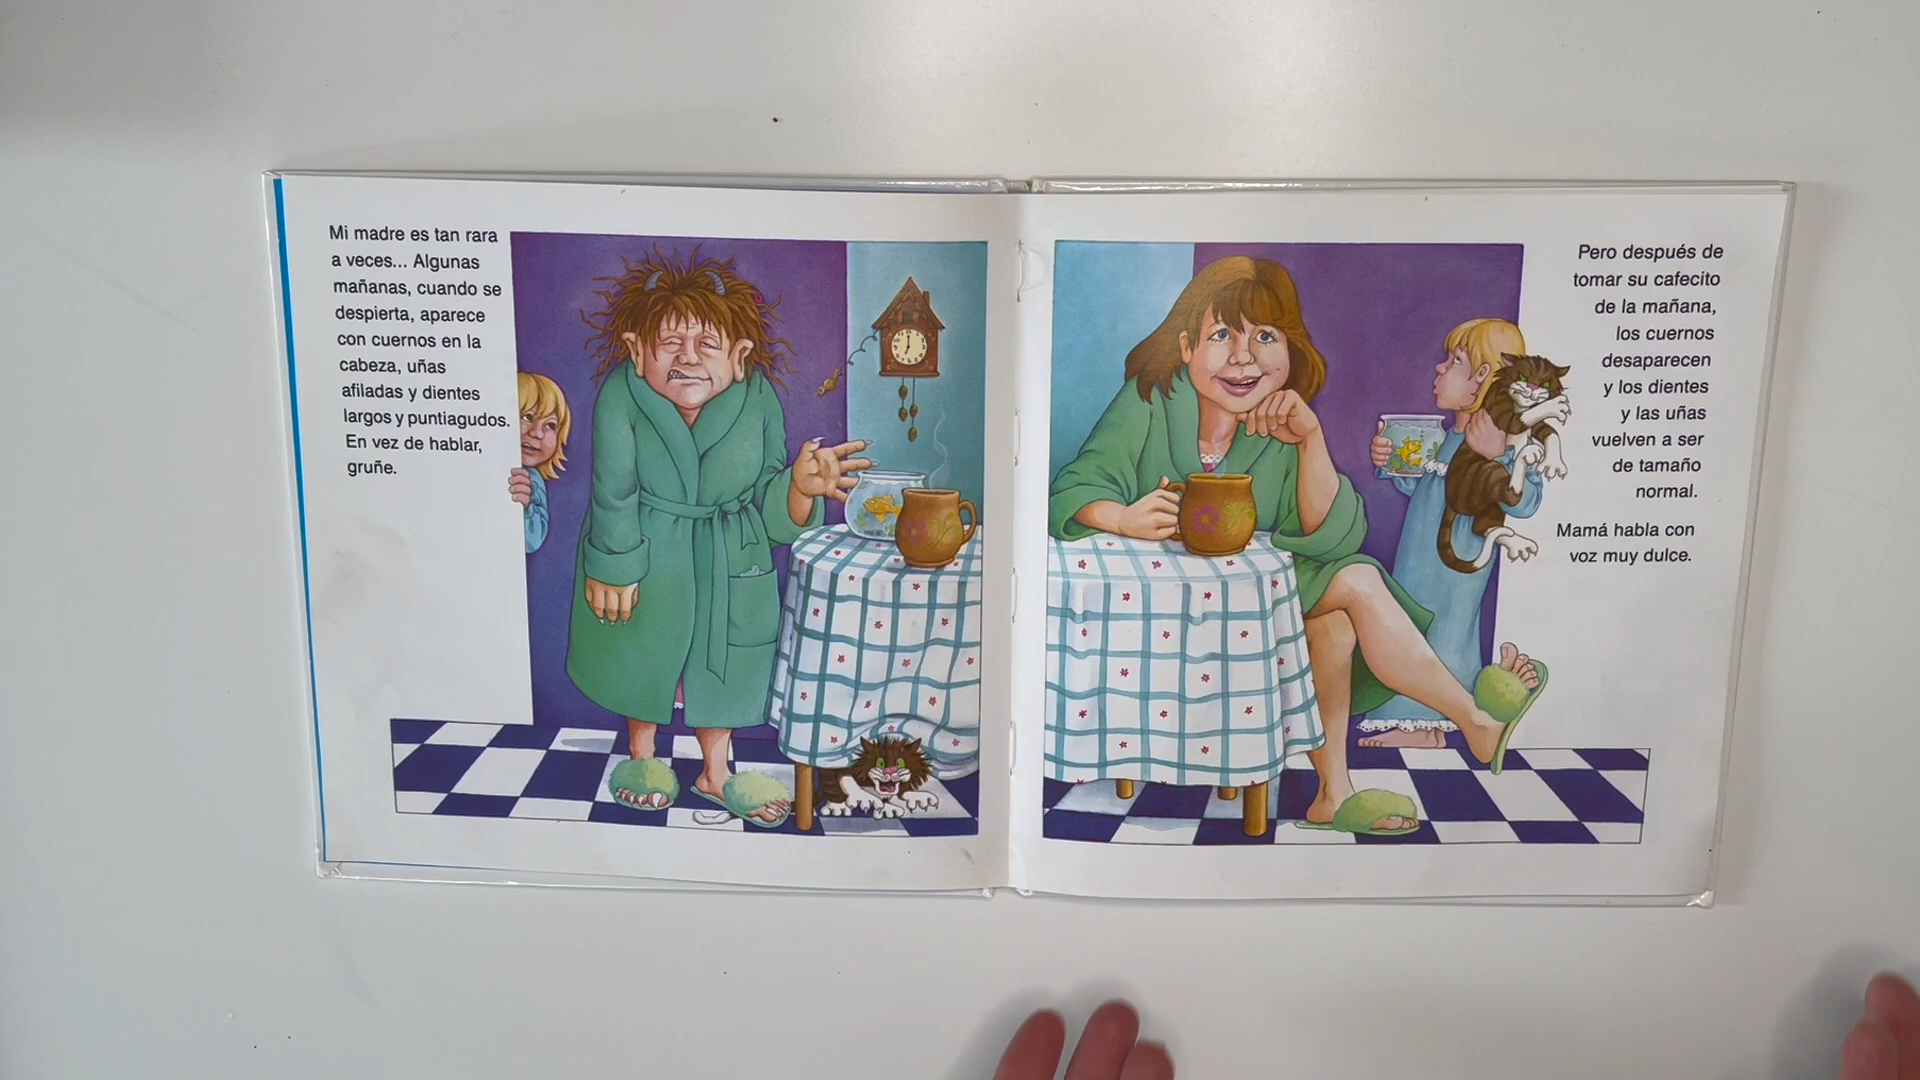 Mi madre es tan rara
a veces... Algunas
mañanas, cuando se
despierta, aparece
con cuernos en la
cabeza, uñas
afiladas y dientes
largos y puntiagudos.
En vez de hablar,
gruñe.
Pero después de
tomar su cafecito
de la mañana,
los cuernos
desaparecen
y los dientes
y las uñas
vuelven a ser
de tamaño
normal.
Mamá habla con
voz muy dulce.